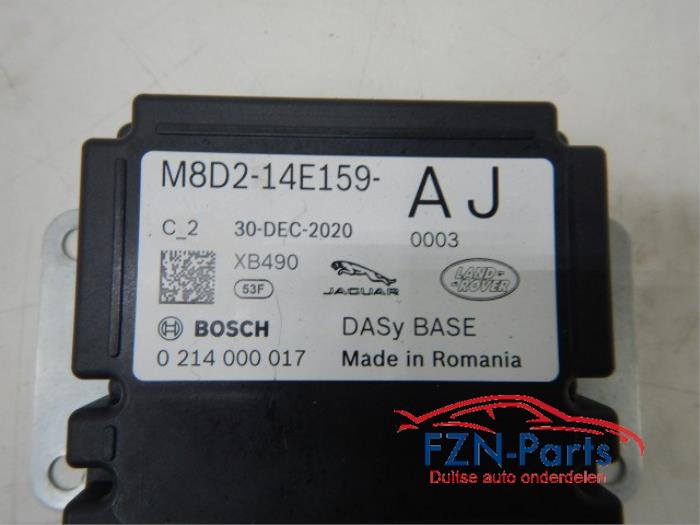 M8D2-14E159- AJ
C_2 30-DEC-2020 0003
XB490
53F JAGUAR LAND-ROVER
BOSCH DASy BASE
0 214 000 017 Made in Romania
FZN-Parts
Duitse auto onderdelen